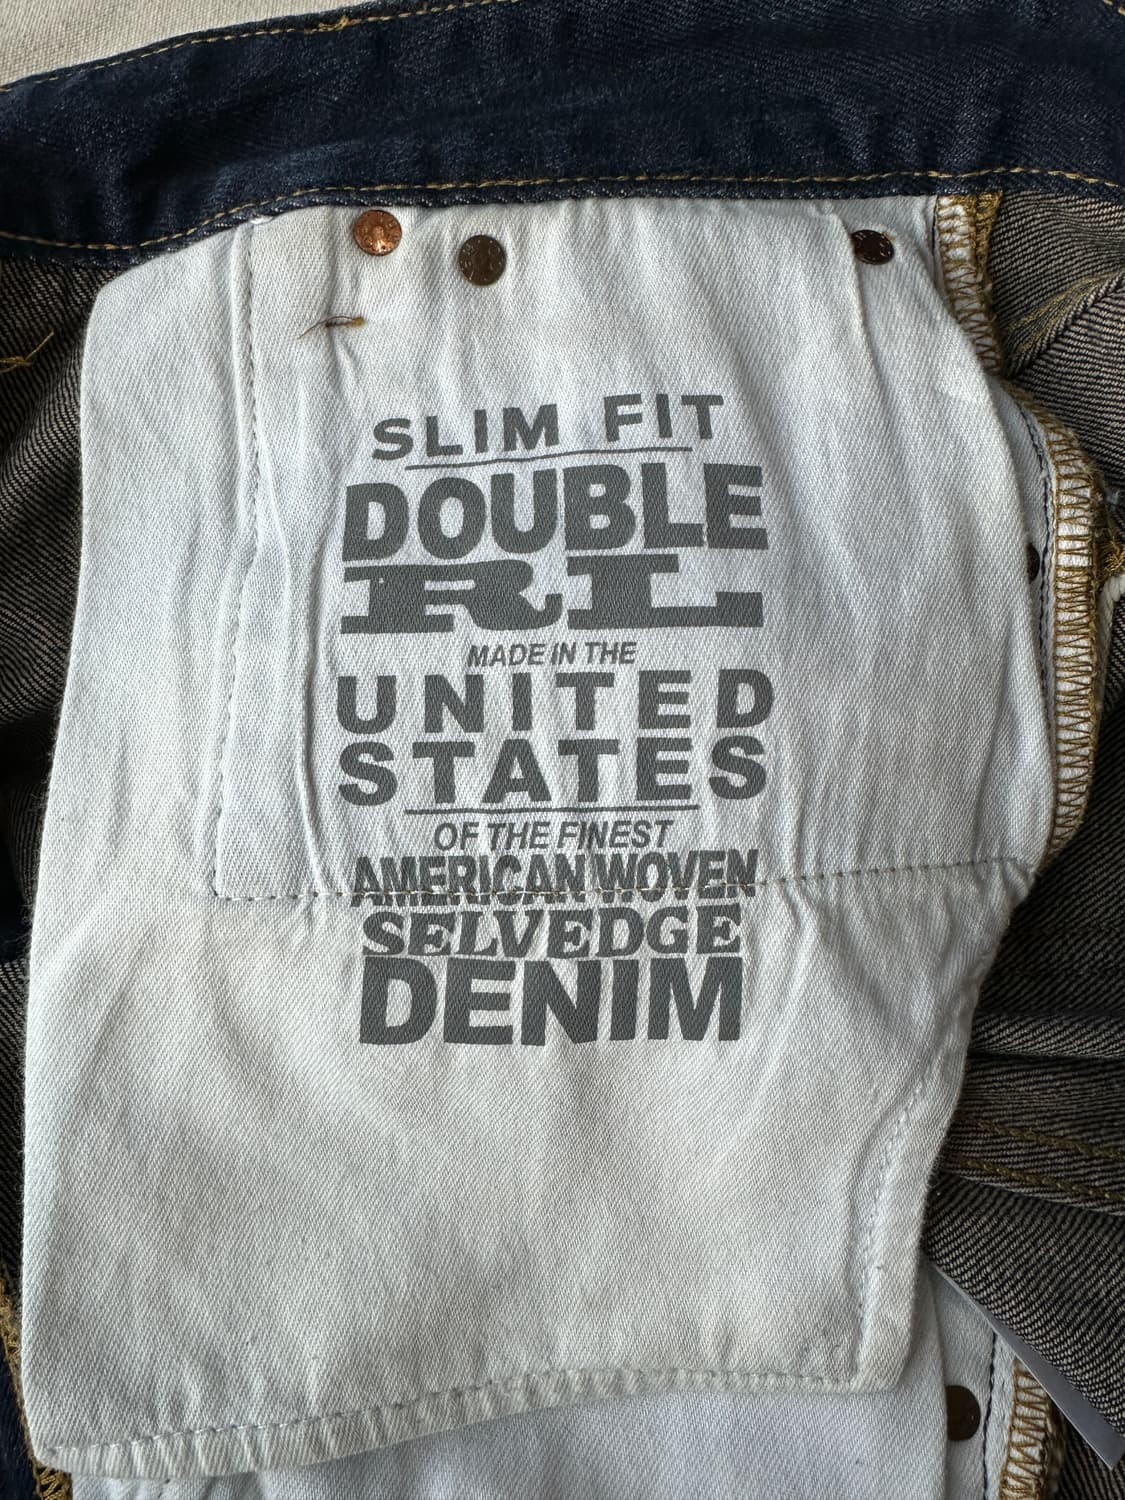 SLIM FIT
DOUBLE
RL
MADE IN THE
UNITED
STATES
OF THE FINEST
AMERICAN WOVEN
SELVEDGE
DENIM